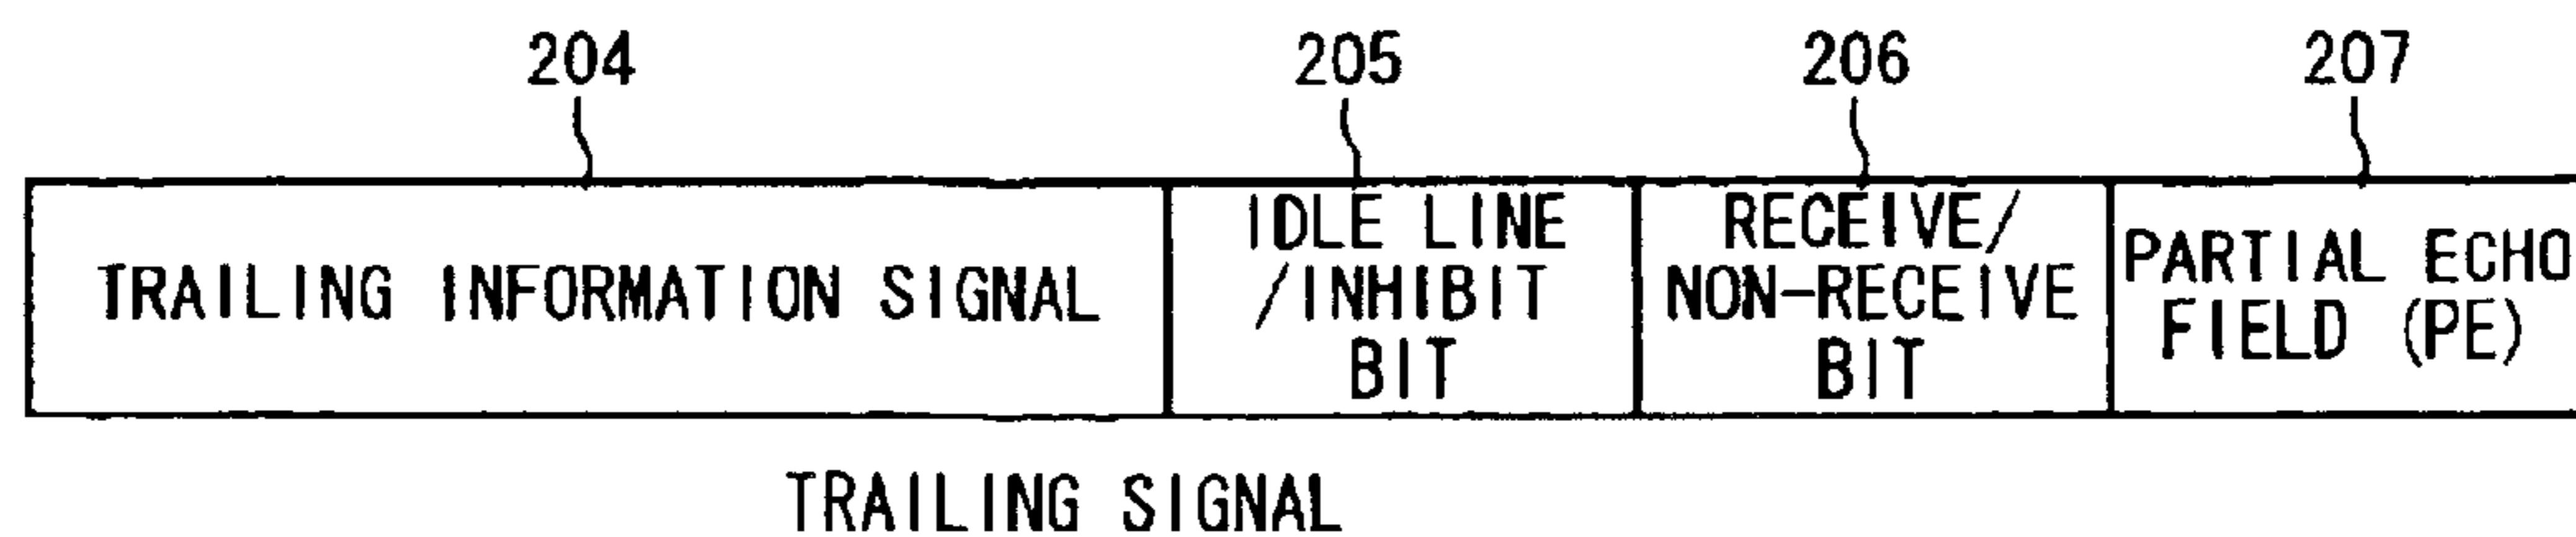 204 205 206 207
TRAILING INFORMATION SIGNAL
IDLE LINE
/INHIBIT
BIT
RECEIVE/
NON-RECEIVE
BIT
PARTIAL ECHO
FIELD (PE)
TRAILING SIGNAL